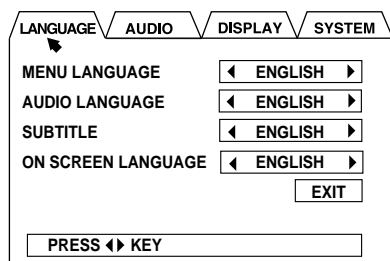 LANGUAGE AUDIO DISPLAY SYSTEM
MENU LANGUAGE ENGLISH
AUDIO LANGUAGE ENGLISH
SUBTITLE ENGLISH
ON SCREEN LANGUAGE ENGLISH
EXIT
PRESS ◀▶ KEY